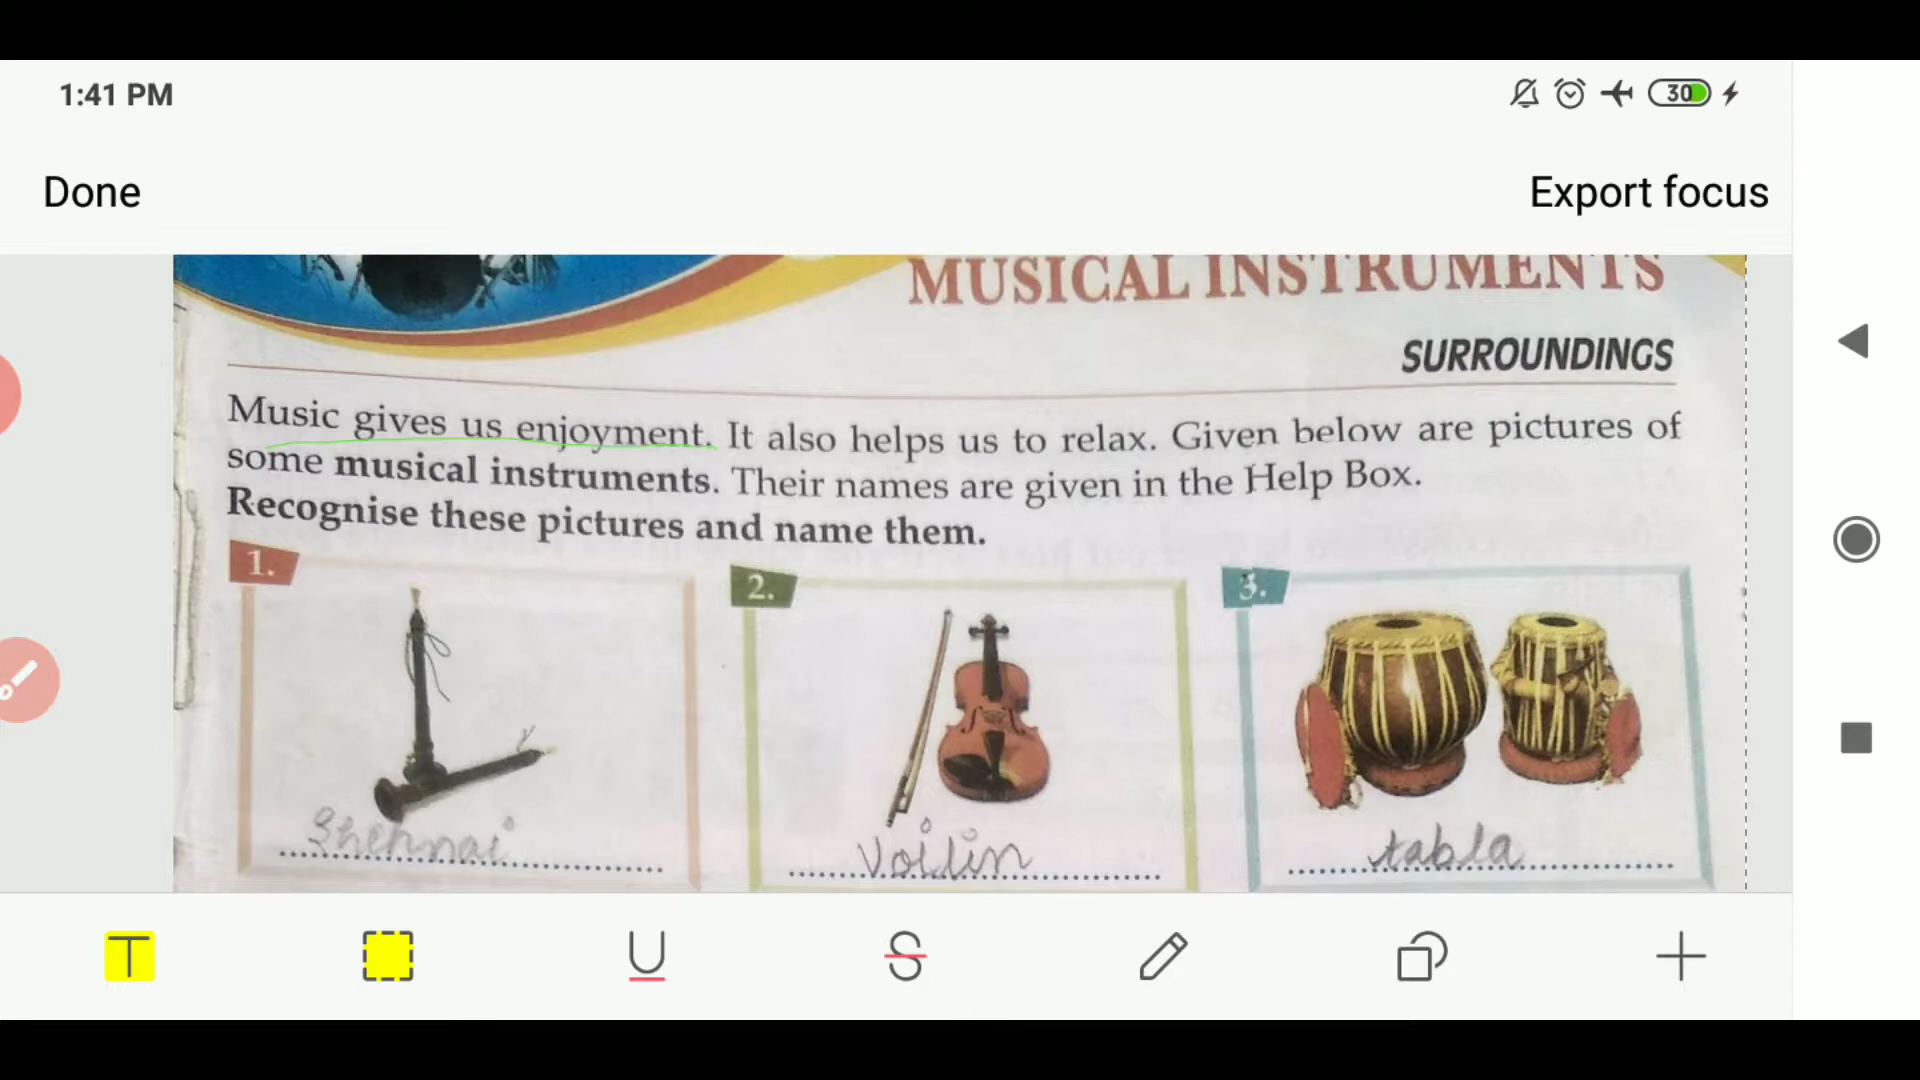 1:41 PM
30
Done
Export focus
MUSICAL INSTRUMENTS
SURROUNDINGS
Music gives us enjoyment. It also helps us to relax. Given below are pictures of
some musical instruments. Their names are given in the Help Box.
Recognise these pictures and name them.
1.
2.
3.
Shehnai
Voilin
tabla
T
U
S